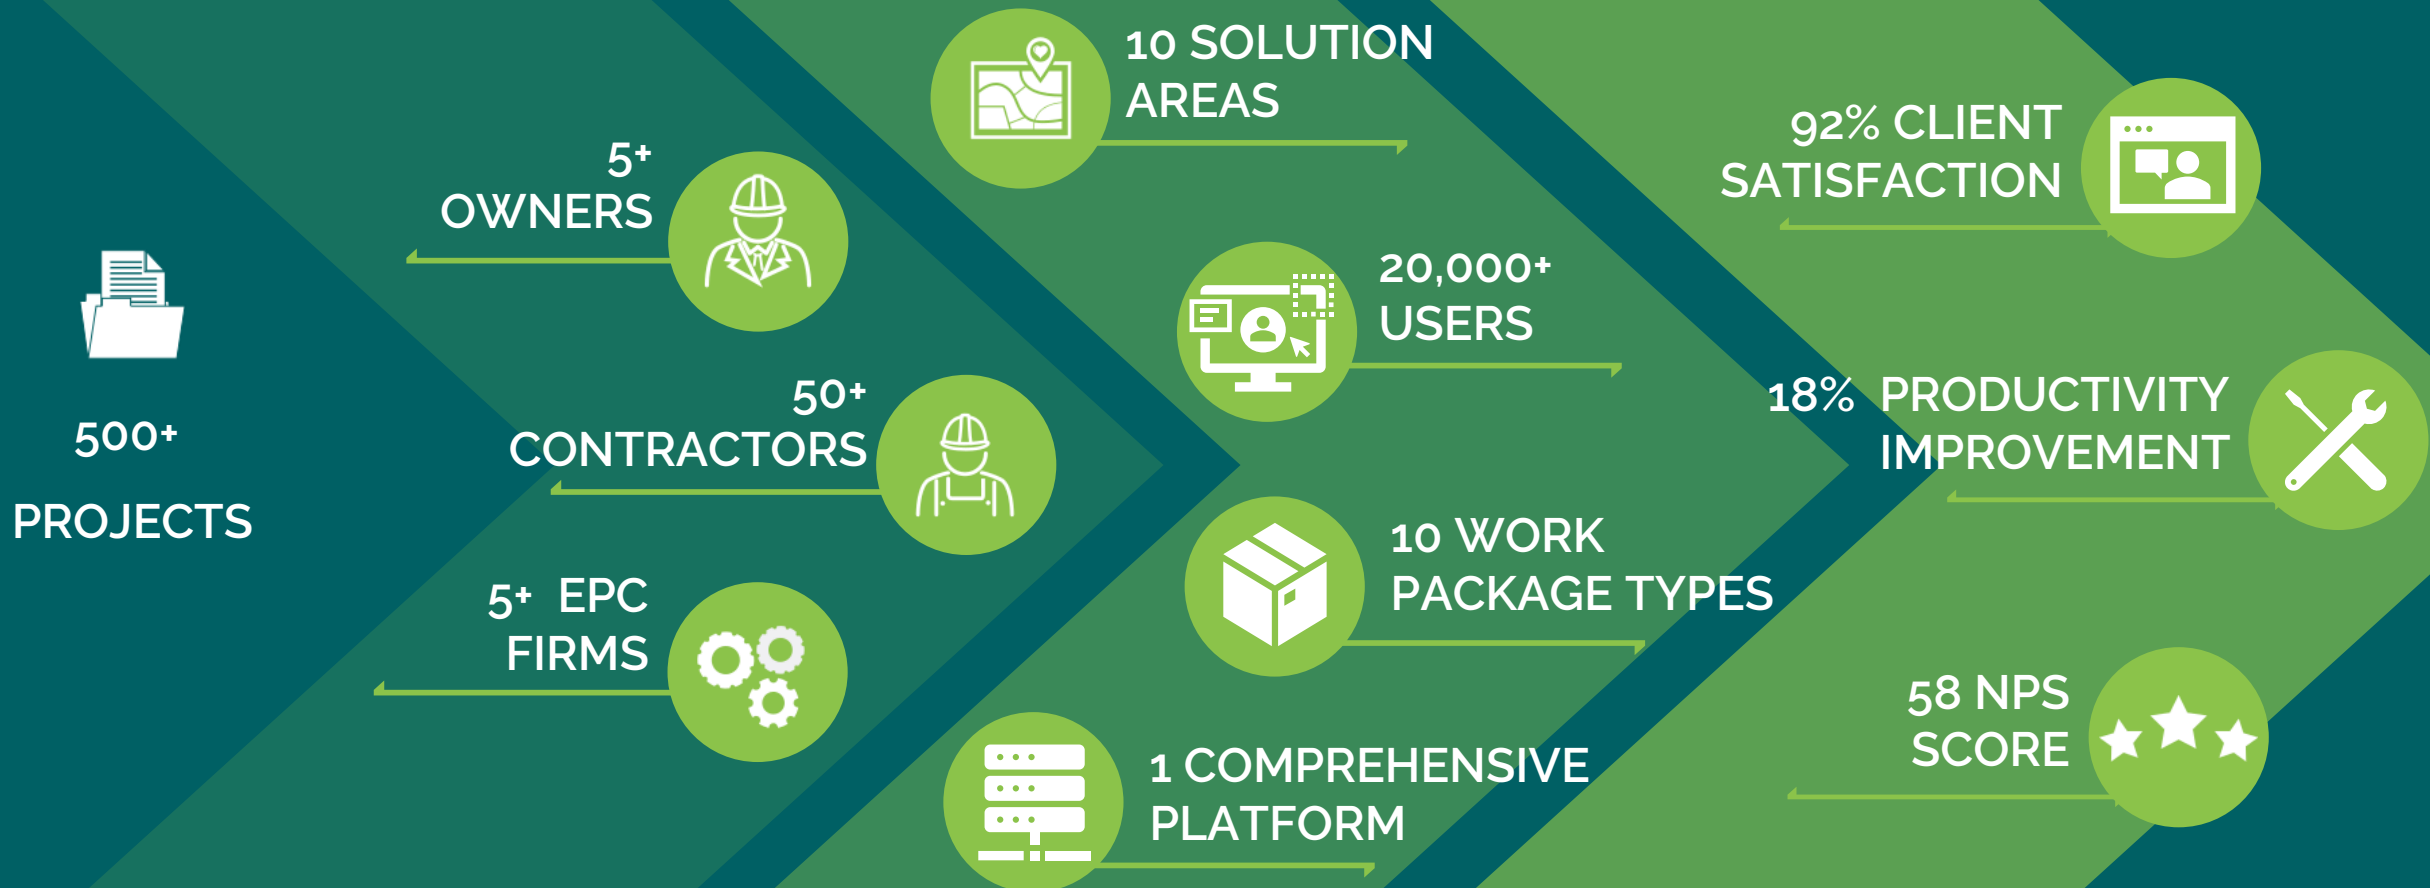 500+
PROJECTS
5+
OWNERS
50+
CONTRACTORS
5+ EPC
FIRMS
10 SOLUTION
AREAS
20,000+
USERS
10 WORK
PACKAGE TYPES
1 COMPREHENSIVE
PLATFORM
92% CLIENT
SATISFACTION
18% PRODUCTIVITY
IMPROVEMENT
58 NPS
SCORE